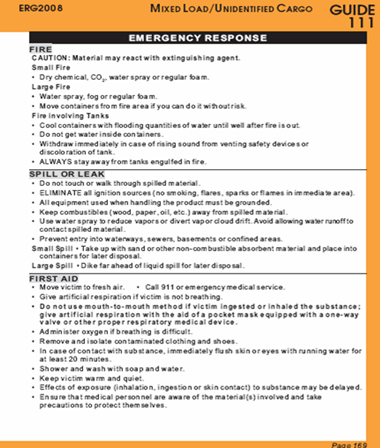 ERG2008
MIXED LOAD/UNIDENTIFIED CARGO
GUIDE
111
EMERGENCY RESPONSE
FIRE
CAUTION: Material may react with extinguishing agent.
Small Fire
• Dry chemical, CO2, water spray or regular foam.
Large Fire
• Water spray, fog or regular foam.
• Move containers from fire area if you can do it without risk.
Fire involving Tanks
• Cool containers with flooding quantities of water until well after fire is out.
• Do not get water inside containers.
• Withdraw immediately in case of rising sound from venting safety devices or
discoloration of tank.
• ALWAYS stay away from tanks engulfed in fire.
SPILL OR LEAK
• Do not touch or walk through spilled material.
• ELIMINATE all ignition sources (no smoking, flares, sparks or flames in immediate area).
• All equipment used when handling the product must be grounded.
• Keep combustibles (wood, paper, oil, etc.) away from spilled material.
• Use water spray to reduce vapors or divert vapor cloud drift. Avoid allowing water runoff to
contact spilled material.
• Prevent entry into waterways, sewers, basements or confined areas.
Small Spill • Take up with sand or other non-combustible absorbent material and place into
containers for later disposal.
Large Spill • Dike far ahead of liquid spill for later disposal.
FIRST AID
• Move victim to fresh air. • Call 911 or emergency medical service.
• Give artificial respiration if victim is not breathing.
• Do not use mouth-to-mouth method if victim ingested or inhaled the substance;
give artificial respiration with the aid of a pocket mask equipped with a one-way
valve or other proper respiratory medical device.
• Administer oxygen if breathing is difficult.
• Remove and isolate contaminated clothing and shoes.
• In case of contact with substance, immediately flush skin or eyes with running water for
at least 20 minutes.
• Shower and wash with soap and water.
• Keep victim warm and quiet.
• Effects of exposure (inhalation, ingestion or skin contact) to substance may be delayed.
• Ensure that medical personnel are aware of the material(s) involved and take
precautions to protect themselves.
Page 169